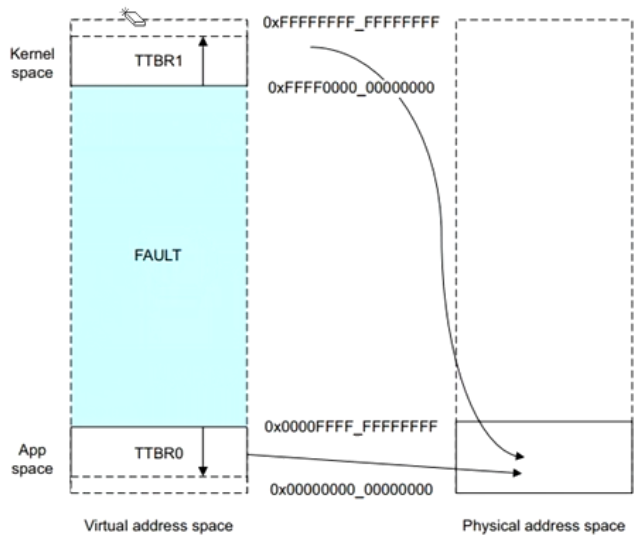 0xFFFFFFFF_FFFFFFFF
Kernel
space
TTBR1
0xFFFF0000_00000000
FAULT
0x0000FFFF_FFFFFFFF
App
space
TTBR0
0x00000000_00000000
Virtual address space
Physical address space